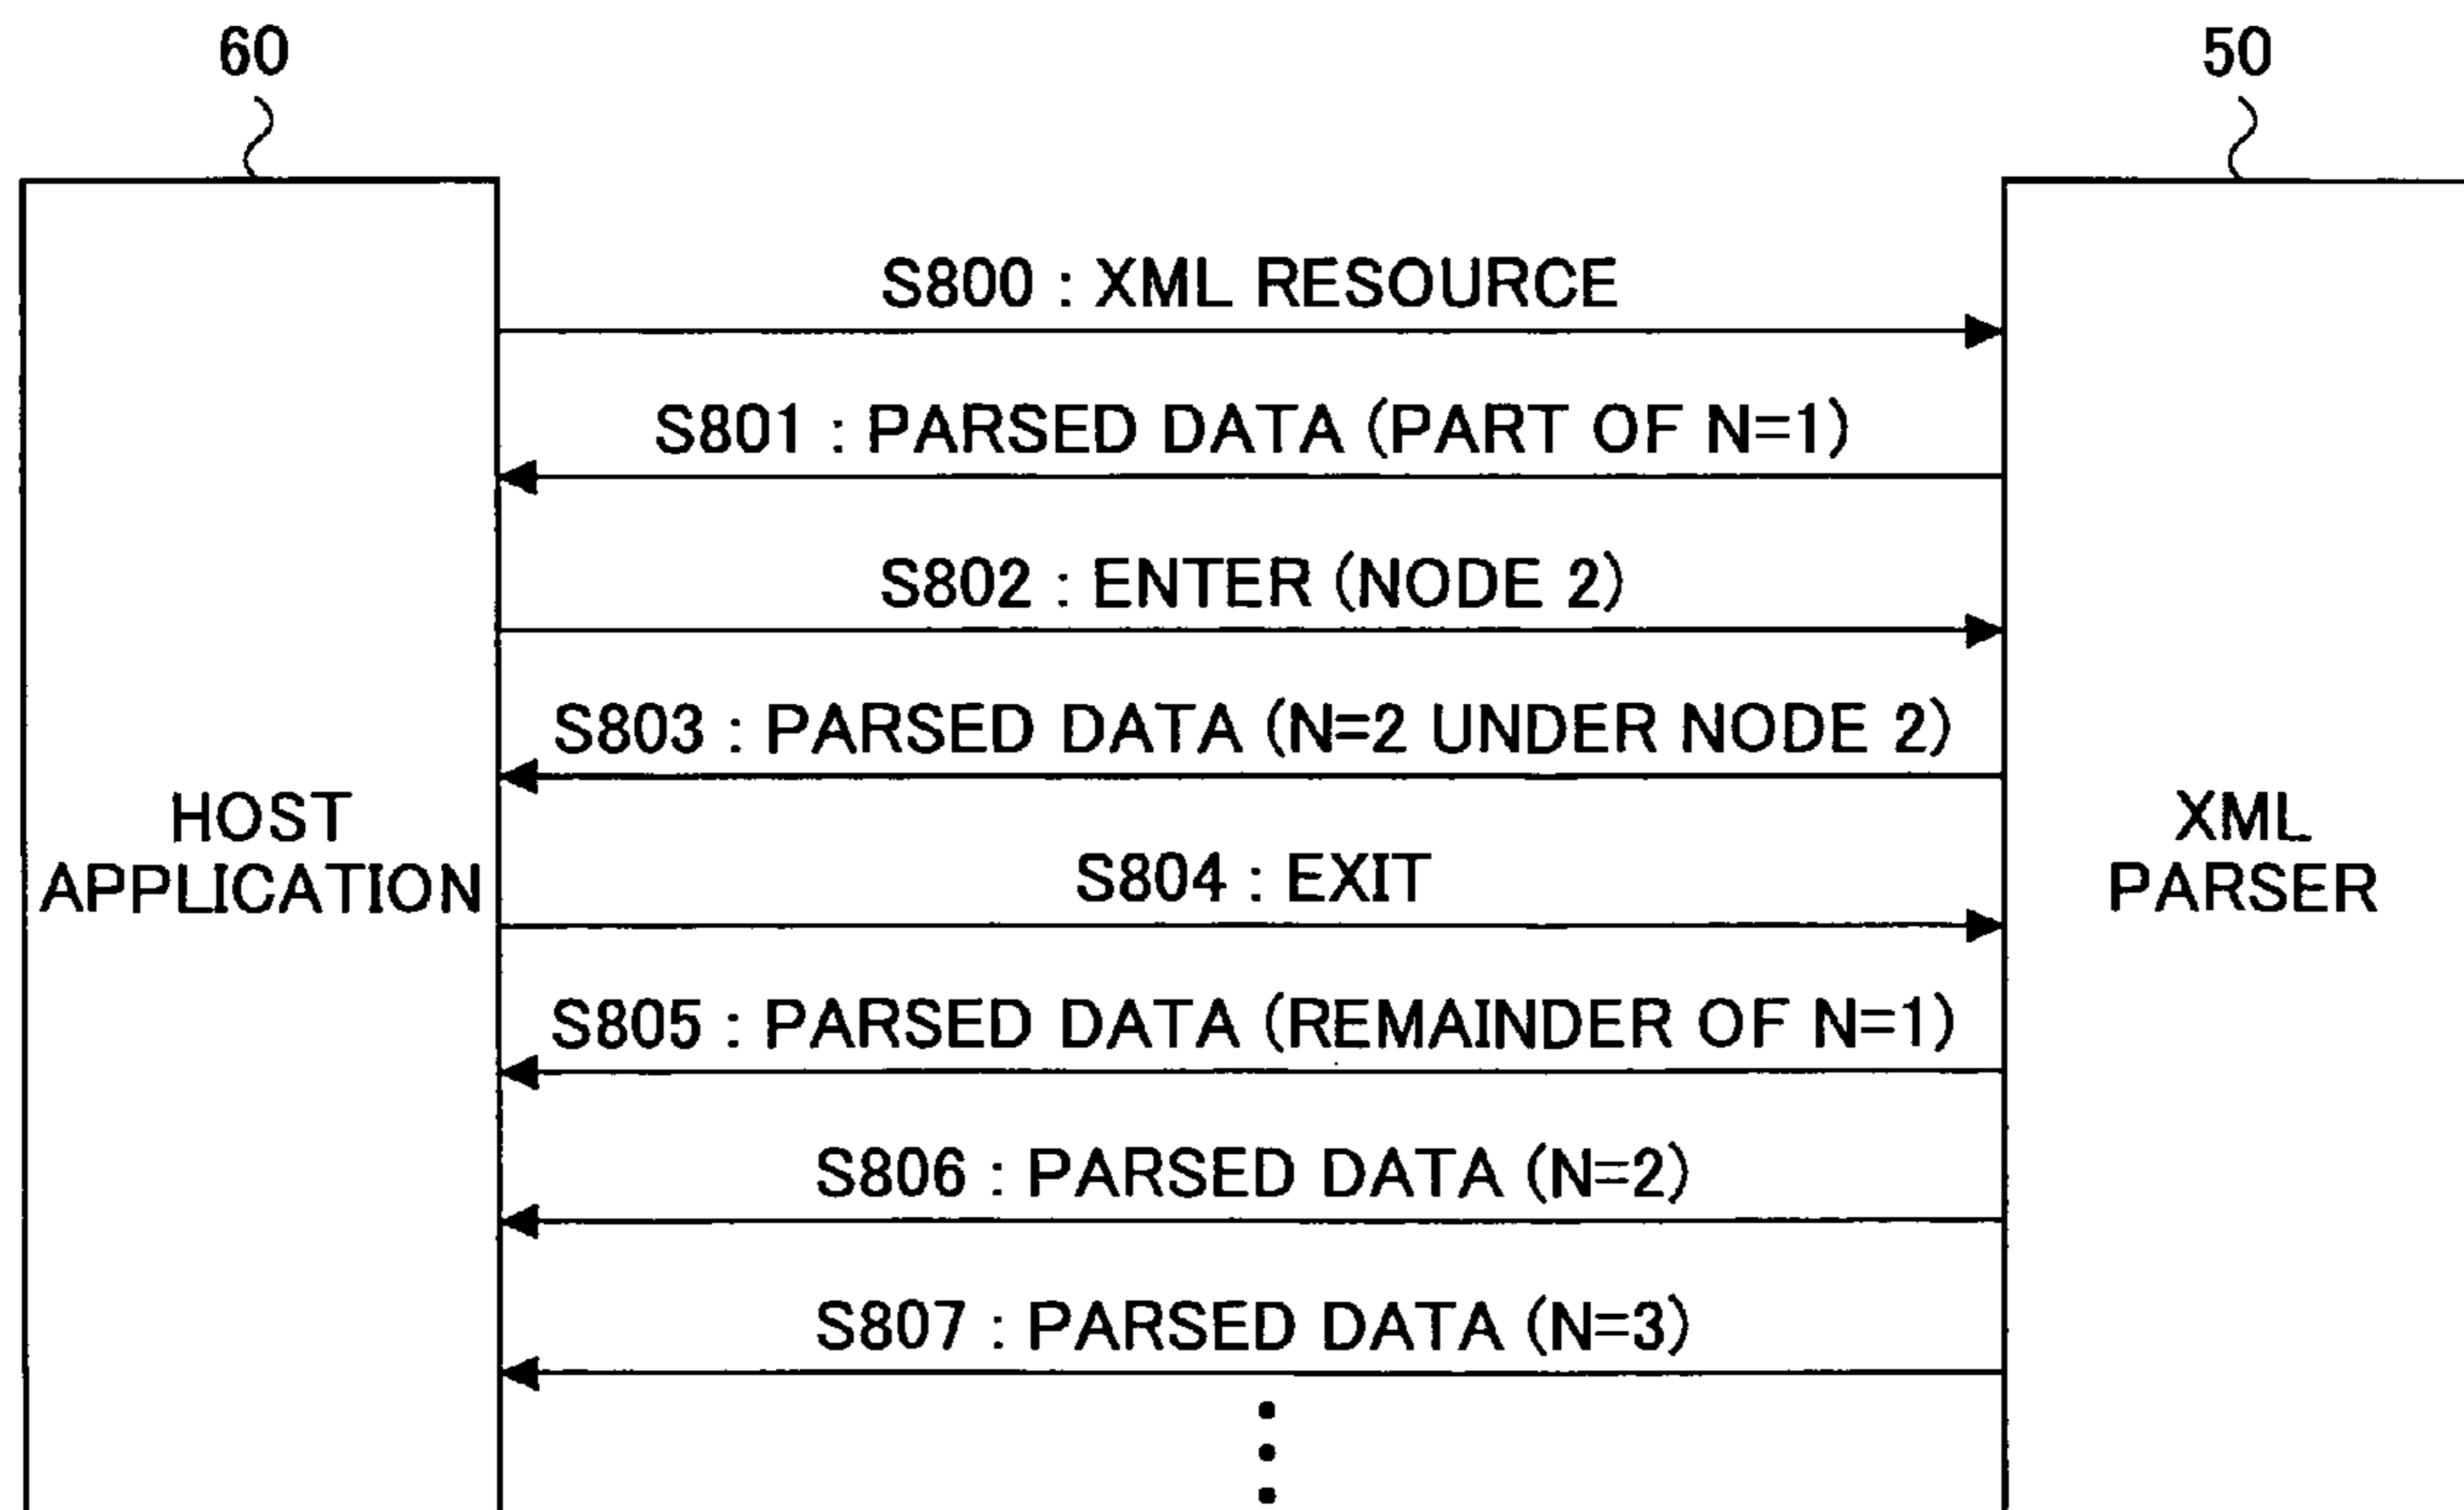 60
50
S800 : XML RESOURCE
S801 : PARSED DATA (PART OF N=1)
S802 : ENTER (NODE 2)
S803 : PARSED DATA (N=2 UNDER NODE 2)
HOST
APPLICATION
XML
PARSER
S804 : EXIT
S805 : PARSED DATA (REMAINDER OF N=1)
S806 : PARSED DATA (N=2)
S807 : PARSED DATA (N=3)